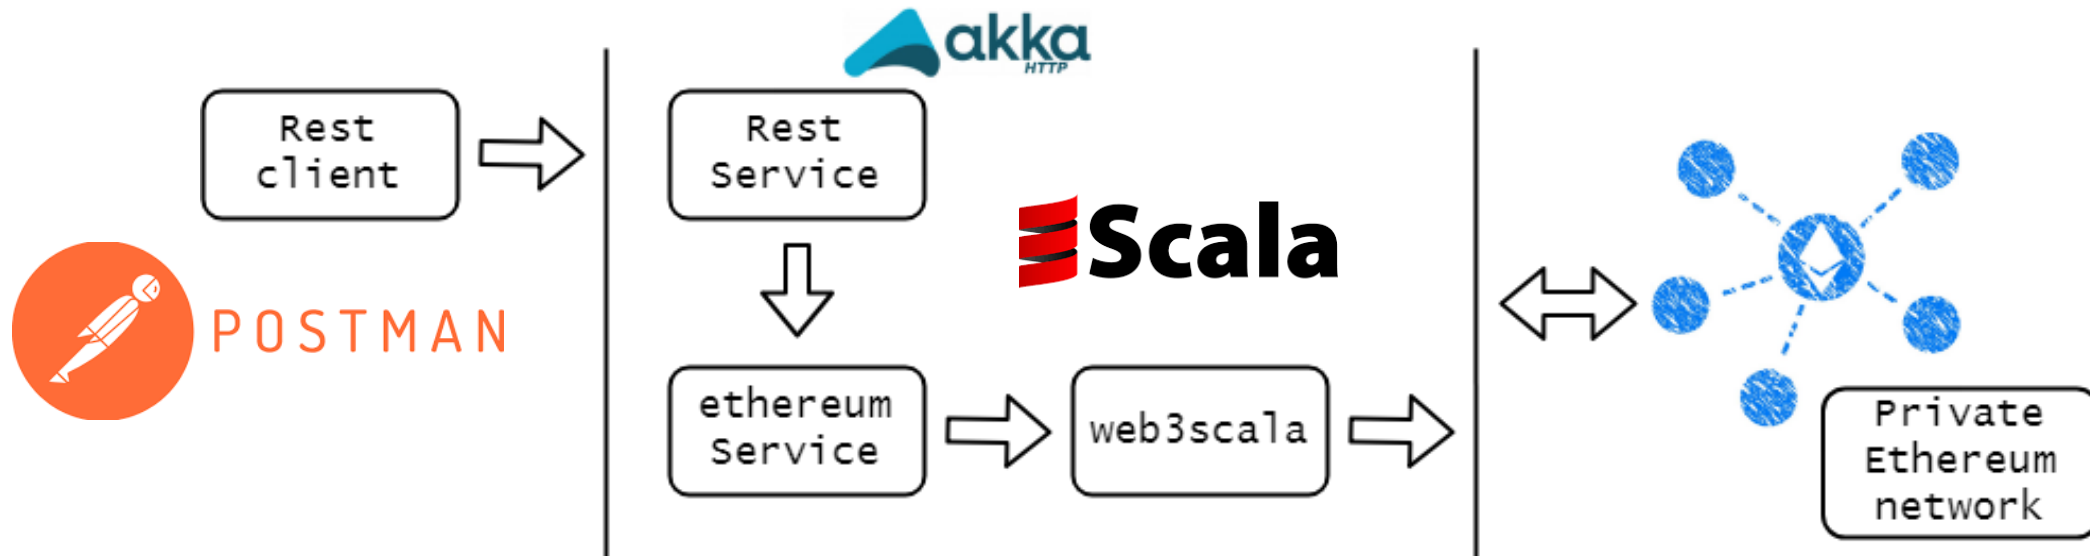 akka
HTTP
Rest
client
Rest
Service
Scala
POSTMAN
ethereum
Service
web3scala
Private
Ethereum
network